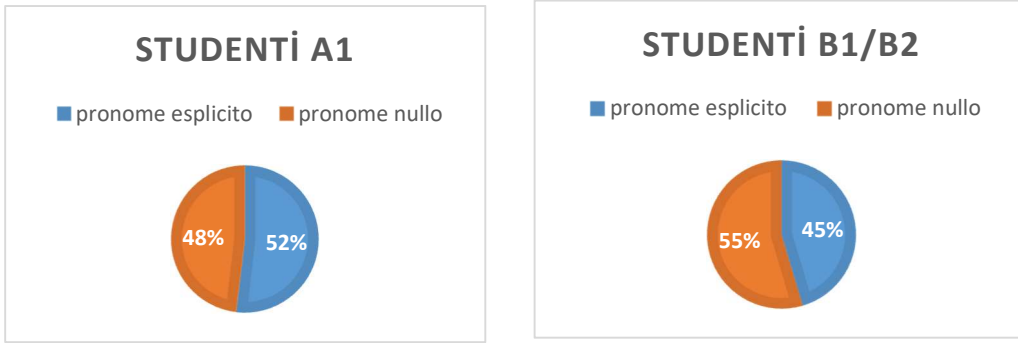 STUDENTİ A1
pronome esplicito pronome nullo
48% 52%
STUDENTİ B1/B2
pronome esplicito pronome nullo
55% 45%